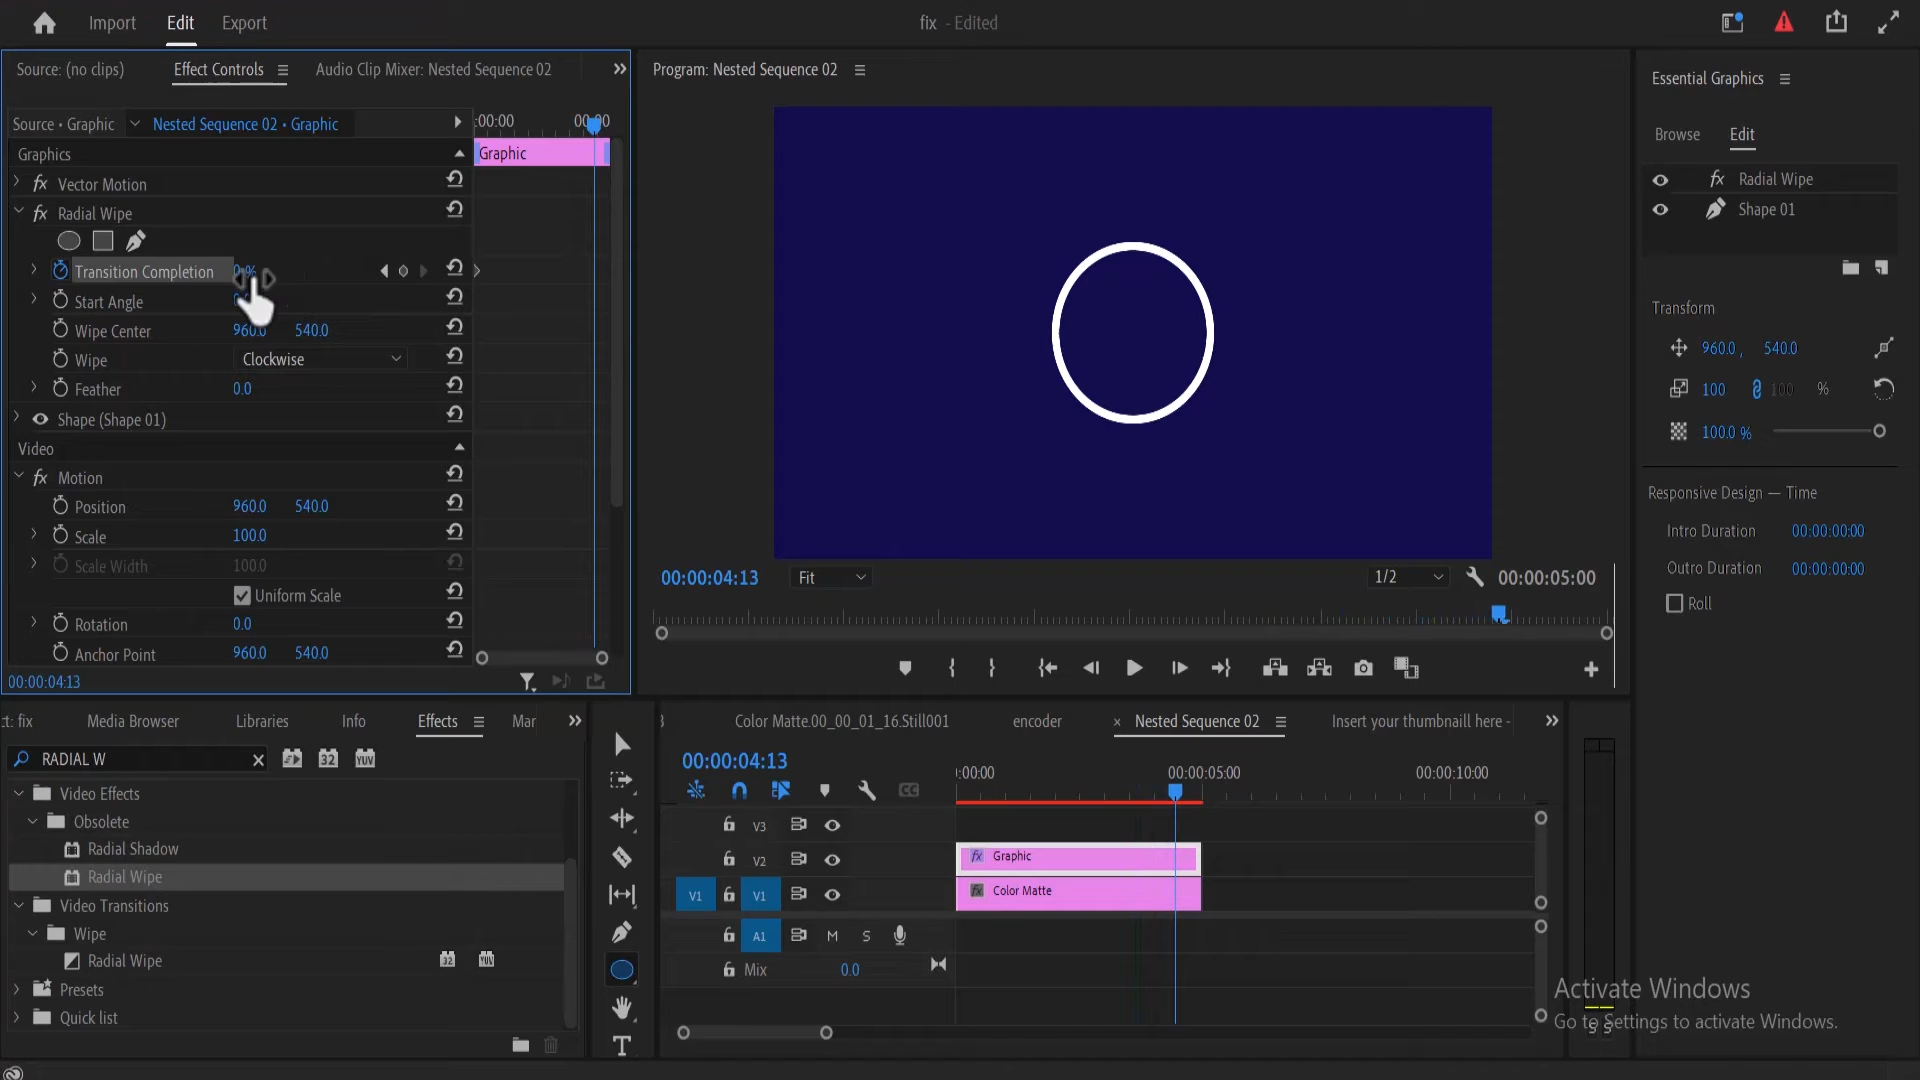 Import Edit Export
fix - Edited
Source: (no clips) Effect Controls Audio Clip Mixer: Nested Sequence 02
Program: Nested Sequence 02
Essential Graphics
Source • Graphic Nested Sequence 02 • Graphic
:00:00
Browse Edit
Graphics
Graphic
Vector Motion
Radial Wipe
Radial Wipe
Shape 01
Transition Completion
Start Angle
Wipe Center 960.0 540.0
Wipe Clockwise
Feather 0.0
Shape (Shape 01)
Video
Motion
Position 960.0 540.0
Scale 100.0
Scale Width 100.0
Uniform Scale
Rotation 0.0
Anchor Point 960.0 540.0
00:00:04:13
Transform
960.0 , 540.0
100 100 %
100.0 %
Responsive Design — Time
Intro Duration 00:00:00:00
Outro Duration 00:00:00:00
Roll
00:00:04:13 Fit 1/2 00:00:05:00
ct: fix Media Browser Libraries Info Effects Mar
RADIAL W 32 YUV
Video Effects
Obsolete
Radial Shadow
Radial Wipe
Video Transitions
Wipe
Radial Wipe
Presets
Quick list
T
Color Matte.00_00_01_16.Still001 encoder × Nested Sequence 02 Insert your thumbnaill here -
00:00:04:13
:00:00 00:00:05:00 00:00:10:00
CC
V3
V2 Graphic
V1 V1 Color Matte
A1 M S
Mix 0.0
S S
Activate Windows
Go to Settings to activate Windows.